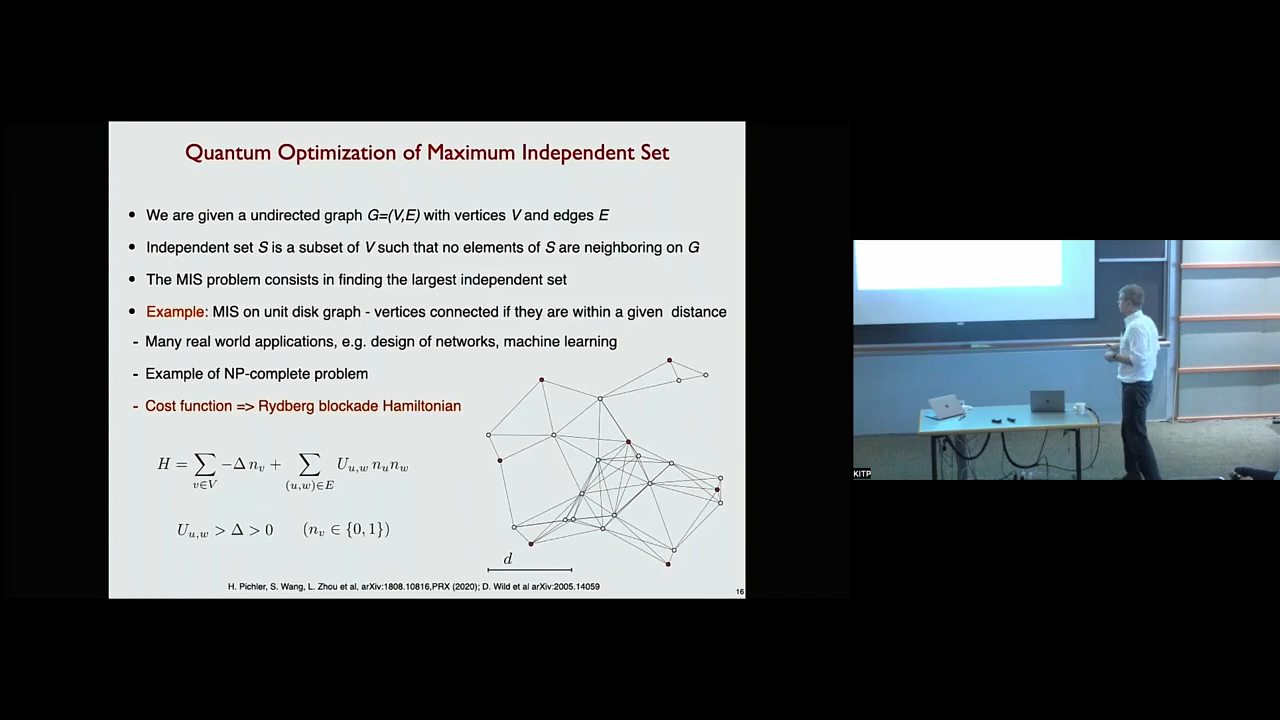 Quantum Optimization of Maximum Independent Set
• We are given a undirected graph G=(V,E) with vertices V and edges E
• Independent set S is a subset of V such that no elements of S are neighboring on G
• The MIS problem consists in finding the largest independent set
• Example: MIS on unit disk graph - vertices connected if they are within a given distance
- Many real world applications, e.g. design of networks, machine learning
- Example of NP-complete problem
- Cost function => Rydberg blockade Hamiltonian
H = ∑_{v∈V} −Δ n_v + ∑_{(u,w)∈E} U_{u,w} n_u n_w
U_{u,w} > Δ > 0 (n_v ∈ {0,1})
d
H. Pichler, S. Wang, L. Zhou et al, arXiv:1808.10816,PRX (2020); D. Wild et al arXiv:2005.14059
16
KITP